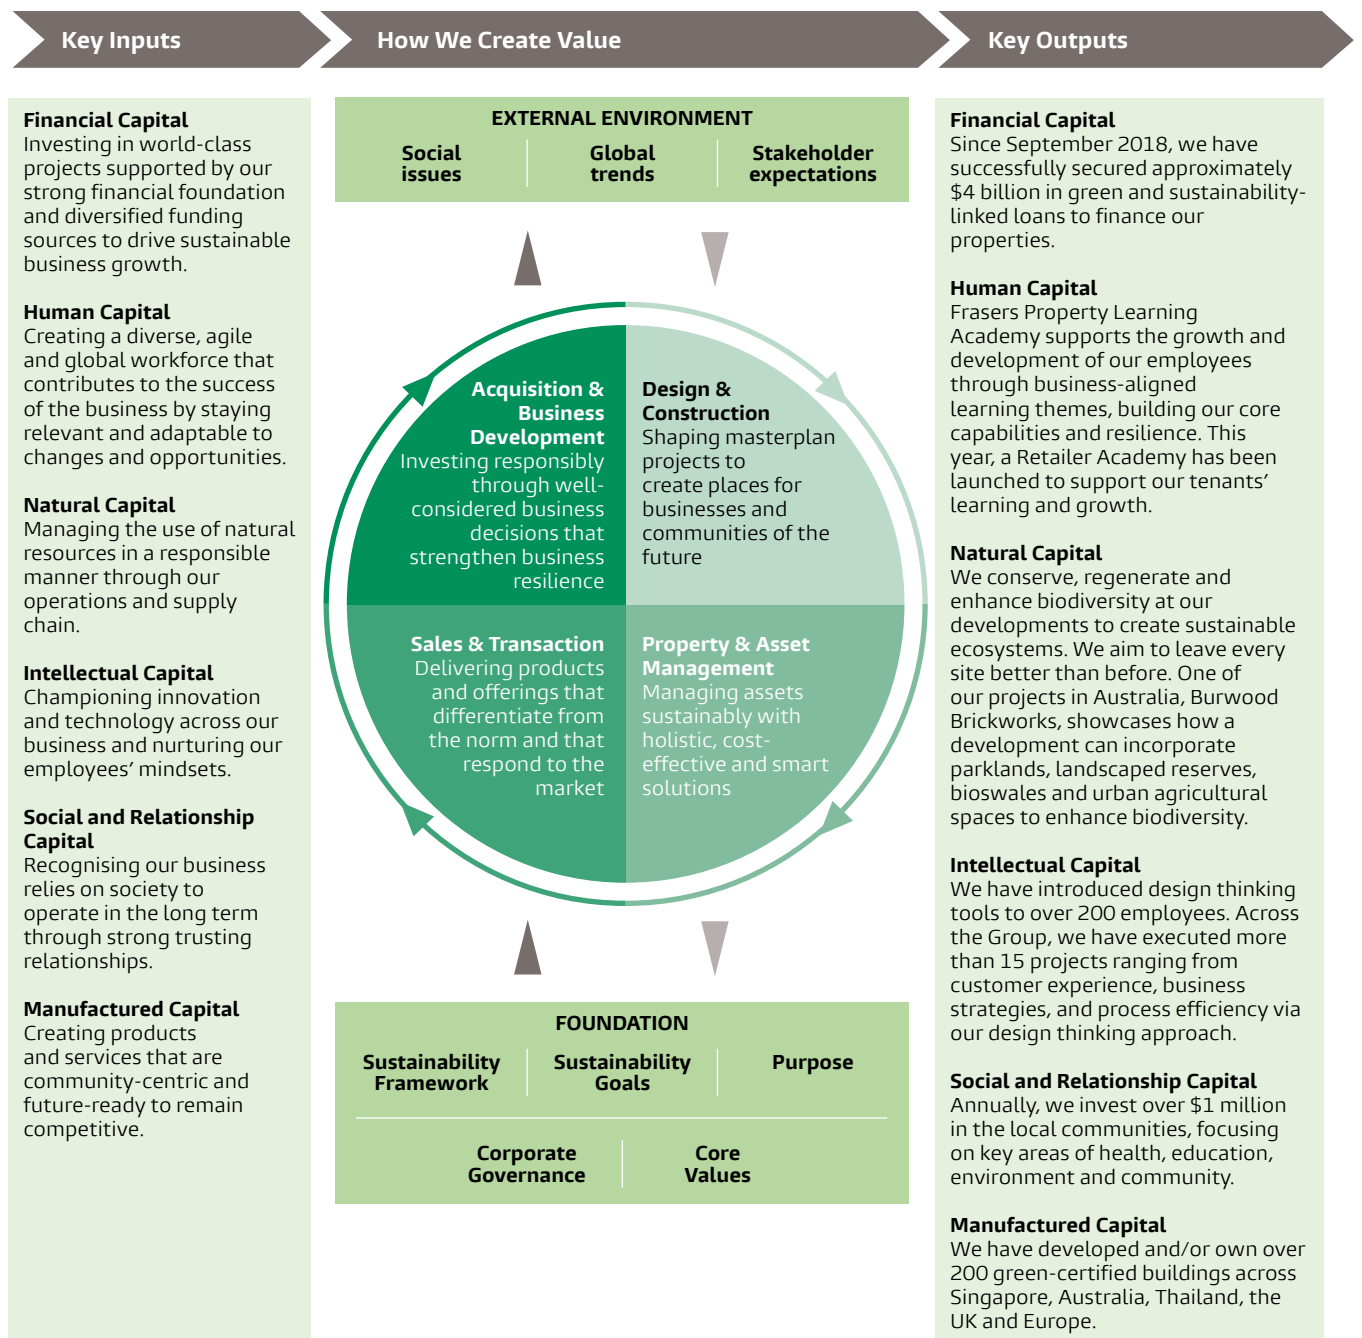 Key Inputs
How We Create Value
Key Outputs
Financial Capital
Investing in world-class
projects supported by our
strong financial foundation
and diversified funding
sources to drive sustainable
business growth.
Human Capital
Creating a diverse, agile
and global workforce that
contributes to the success
of the business by staying
relevant and adaptable to
changes and opportunities.
Natural Capital
Managing the use of natural
resources in a responsible
manner through our
operations and supply
chain.
Intellectual Capital
Championing innovation
and technology across our
business and nurturing our
employees’ mindsets.
Social and Relationship
Capital
Recognising our business
relies on society to
operate in the long term
through strong trusting
relationships.
Manufactured Capital
Creating products
and services that are
community-centric and
future-ready to remain
competitive.
EXTERNAL ENVIRONMENT
Social
issues
Global
trends
Stakeholder
expectations
Acquisition &
Business
Development
Investing responsibly
through well-
considered business
decisions that
strengthen business
resilience
Design &
Construction
Shaping masterplan
projects to
create places for
businesses and
communities of the
future
Sales & Transaction
Delivering products
and offerings that
differentiate from
the norm and that
respond to the
market
Property & Asset
Management
Managing assets
sustainably with
holistic, cost-
effective and smart
solutions
FOUNDATION
Sustainability
Framework
Sustainability
Goals
Purpose
Corporate
Governance
Core
Values
Financial Capital
Since September 2018, we have
successfully secured approximately
$4 billion in green and sustainability-
linked loans to finance our
properties.
Human Capital
Frasers Property Learning
Academy supports the growth and
development of our employees
through business-aligned
learning themes, building our core
capabilities and resilience. This
year, a Retailer Academy has been
launched to support our tenants’
learning and growth.
Natural Capital
We conserve, regenerate and
enhance biodiversity at our
developments to create sustainable
ecosystems. We aim to leave every
site better than before. One of
our projects in Australia, Burwood
Brickworks, showcases how a
development can incorporate
parklands, landscaped reserves,
bioswales and urban agricultural
spaces to enhance biodiversity.
Intellectual Capital
We have introduced design thinking
tools to over 200 employees. Across
the Group, we have executed more
than 15 projects ranging from
customer experience, business
strategies, and process efficiency via
our design thinking approach.
Social and Relationship Capital
Annually, we invest over $1 million
in the local communities, focusing
on key areas of health, education,
environment and community.
Manufactured Capital
We have developed and/or own over
200 green-certified buildings across
Singapore, Australia, Thailand, the
UK and Europe.